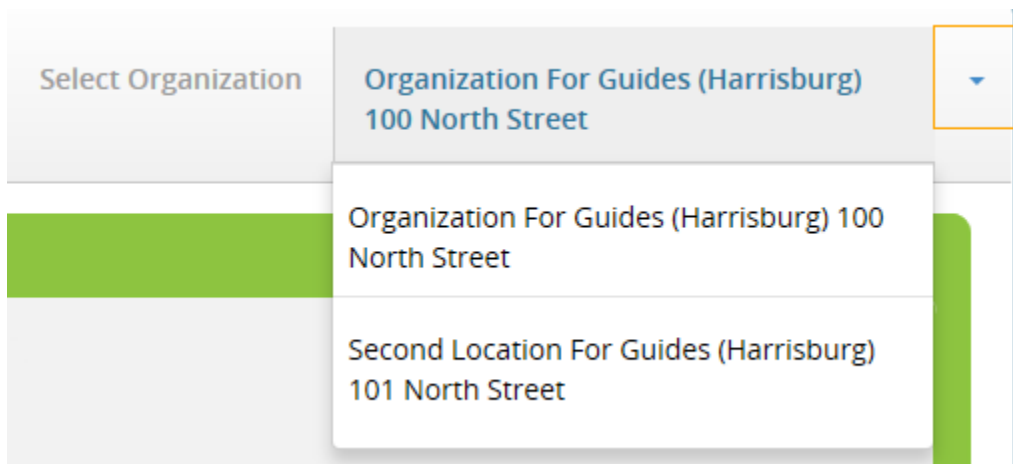 Select Organization
Organization For Guides (Harrisburg)
100 North Street
Organization For Guides (Harrisburg) 100
North Street
Second Location For Guides (Harrisburg)
101 North Street